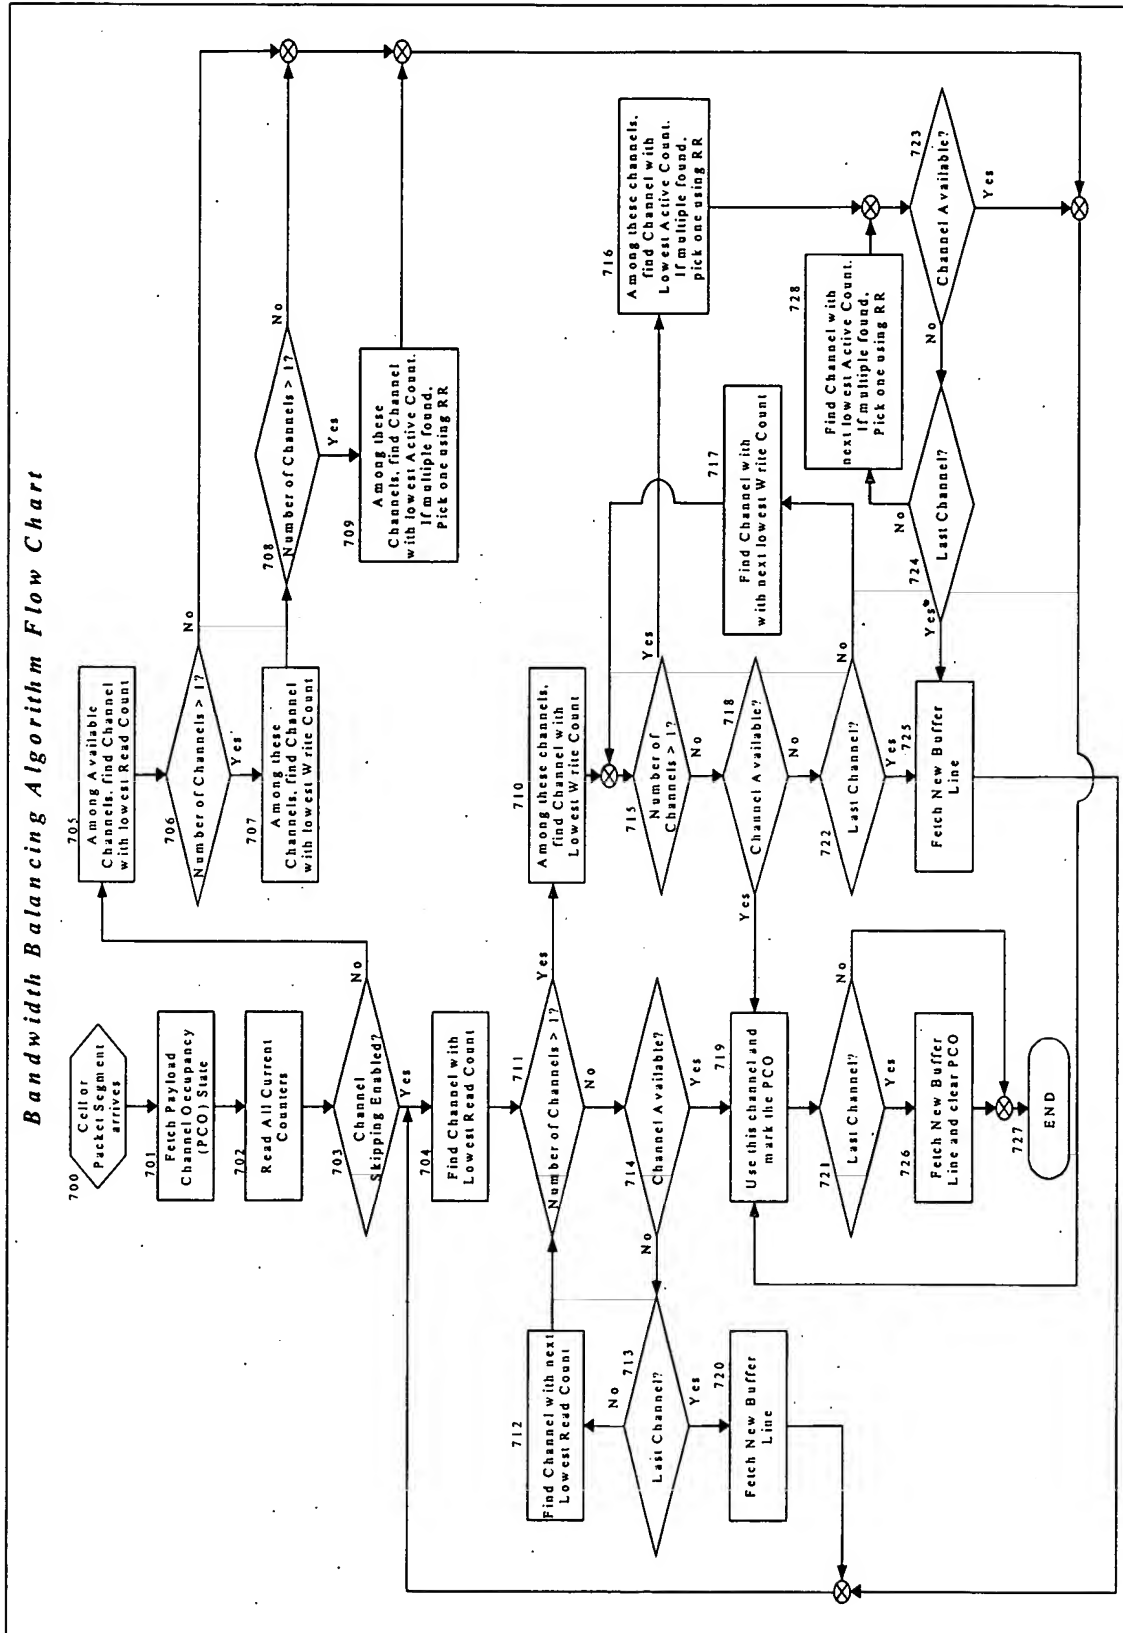 Bandwidth Balancing Algorithm Flow Chart
700
Cell or
Packet Segment
arrives
701
Fetch Payload
Channel Occupancy
(PCO) State
702
Read All Current
Counters
703
Channel
Skipping Enabled?
No
Yes
704
Find Channel with
Lowest Read Count
705
Among Available
Channels, find Channel
with lowest Read Count
706
Number of Channels > 1?
No
Yes
707
Among these
Channels, find Channel
with lowest Write Count
708
Number of Channels > 1?
No
Yes
709
Among these
Channels, find Channel
with lowest Active Count.
If multiple found.
Pick one using RR
711
Number of Channels > 1?
Yes
No
710
Among these channels,
find Channel with
Lowest Write Count
712
Find Channel with next
Lowest Read Count
713
Last Channel?
No
Yes
714
Channel Available?
No
Yes
715
Number of
Channels > 1?
Yes
No
716
Among these channels,
find Channel with
Lowest Active Count.
If multiple found,
pick one using RR
717
Find Channel with
with next lowest Write Count
718
Channel Available?
Yes
No
719
Use this channel and
mark the PCO
720
Fetch New Buffer
Line
721
Last Channel?
No
Yes
722
Last Channel?
No
Yes
723
Channel Available?
No
Yes
724
Last Channel?
No
Yes*
725
Fetch New Buffer
Line
726
Fetch New Buffer
Line and clear PCO
728
Find Channel with
next lowest Active Count.
If multiple found,
Pick one using RR
727
END